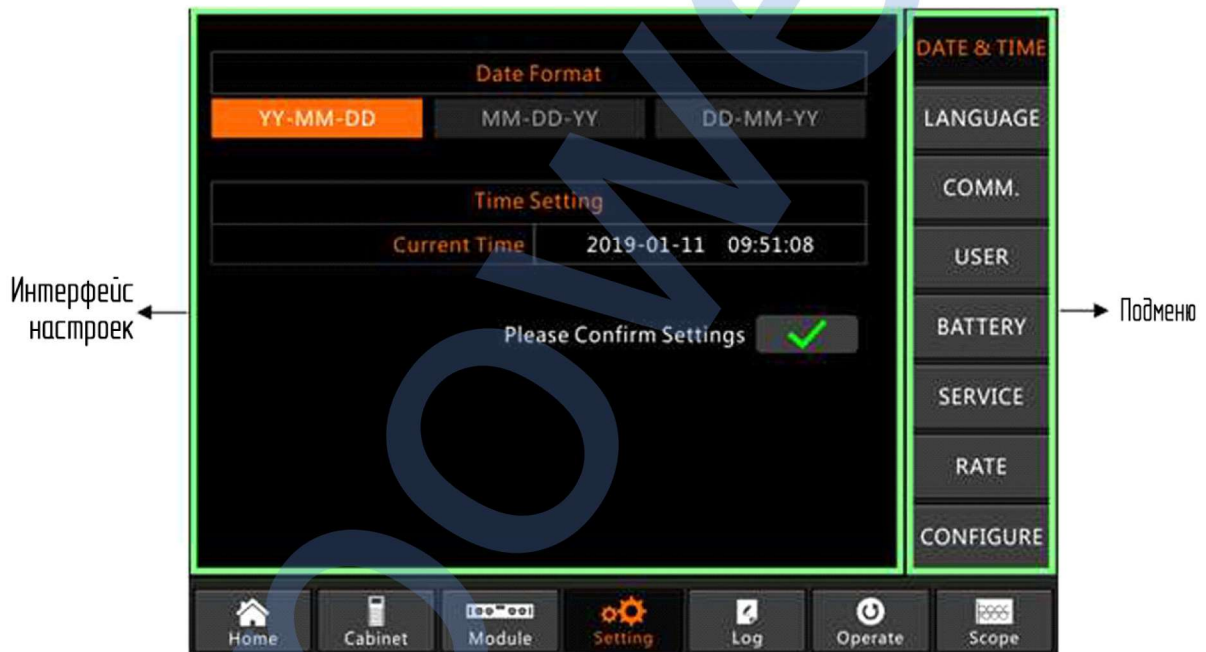 Date Format
YY-MM-DD MM-DD-YY DD-MM-YY
Time Setting
Current Time 2019-01-11 09:51:08
Please Confirm Settings
DATE & TIME
LANGUAGE
COMM.
USER
BATTERY
SERVICE
RATE
CONFIGURE
Home Cabinet Module Setting Log Operate Scope
Интерфейс
настроек
Подменю